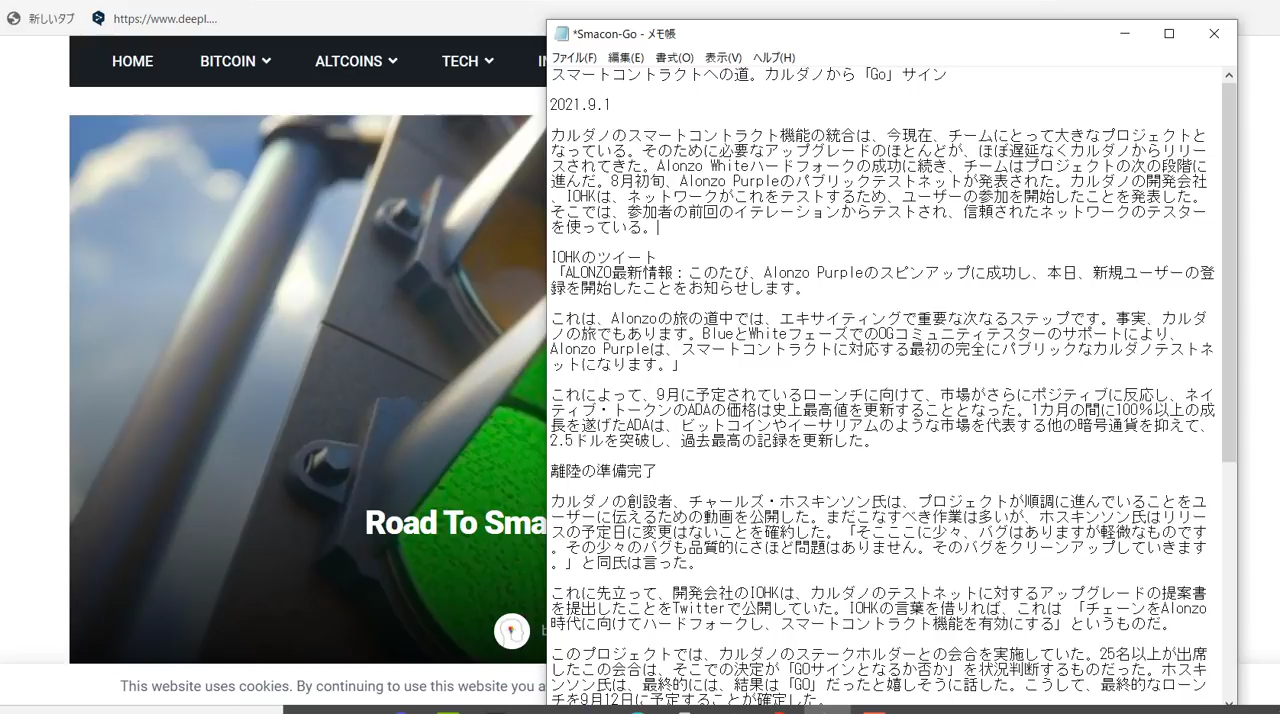 新しいタブ
https://www.deepl....
HOME BITCOIN ALTCOINS TECH
Road To Sma
This website uses cookies. By continuing to use this website you a
*Smacon-Go - メモ帳
ファイル(F) 編集(E) 書式(O) 表示(V) ヘルプ(H)
スマートコントラクトへの道。カルダノから「Go」サイン
2021.9.1
カルダノのスマートコントラクト機能の統合は、今現在、チームにとって大きなプロジェクトと
なっている。そのために必要なアップグレードのほとんどが、ほぼ遅延なくカルダノからリリー
スされてきた。Alonzo Whiteハードフォークの成功に続き、チームはプロジェクトの次の段階に
進んだ。8月初旬、Alonzo Purpleのパブリックテストネットが発表された。カルダノの開発会社
、IOHKは、ネットワークがこれをテストするため、ユーザーの参加を開始したことを発表した。
そこでは、参加者の前回のイテレーションからテストされ、信頼されたネットワークのテスター
を使っている。
IOHKのツイート
「ALONZO最新情報：このたび、Alonzo Purpleのスピンアップに成功し、本日、新規ユーザーの登
録を開始したことをお知らせします。
これは、Alonzoの旅の道中では、エキサイティングで重要な次なるステップです。事実、カルダ
ノの旅でもあります。BlueとWhiteフェーズでのOGコミュニティテスターのサポートにより、
Alonzo Purpleは、スマートコントラクトに対応する最初の完全にパブリックなカルダノテストネ
ットになります。」
これによって、9月に予定されているローンチに向けて、市場がさらにポジティブに反応し、ネイ
ティブ・トークンのADAの価格は史上最高値を更新することとなった。1カ月の間に100%以上の成
長を遂げたADAは、ビットコインやイーサリアムのような市場を代表する他の暗号通貨を抑えて、
2.5ドルを突破し、過去最高の記録を更新した。
離陸の準備完了
カルダノの創設者、チャールズ・ホスキンソン氏は、プロジェクトが順調に進んでいることをユ
ーザーに伝えるための動画を公開した。まだこなすべき作業は多いが、ホスキンソン氏はリリー
スの予定日に変更はないことを確約した。「そこここに少々、バグはありますが軽微なものです
。その少々のバグも品質的にさほど問題はありません。そのバグをクリーンアップしていきます
。」と同氏は言った。
これに先立って、開発会社のIOHKは、カルダノのテストネットに対するアップグレードの提案書
を提出したことをTwitterで公開していた。IOHKの言葉を借りれば、これは 「チェーンをAlonzo
時代に向けてハードフォークし、スマートコントラクト機能を有効にする」というものだ。
このプロジェクトでは、カルダノのステークホルダーとの会合を実施していた。25名以上が出席
したこの会合は、そこでの決定が「GOサインとなるか否か」を状況判断するものだった。ホスキ
ンソン氏は、最終的には、結果は「GO」だったと嬉しそうに話した。こうして、最終的なローン
チを9月12日に予定することが確定した。